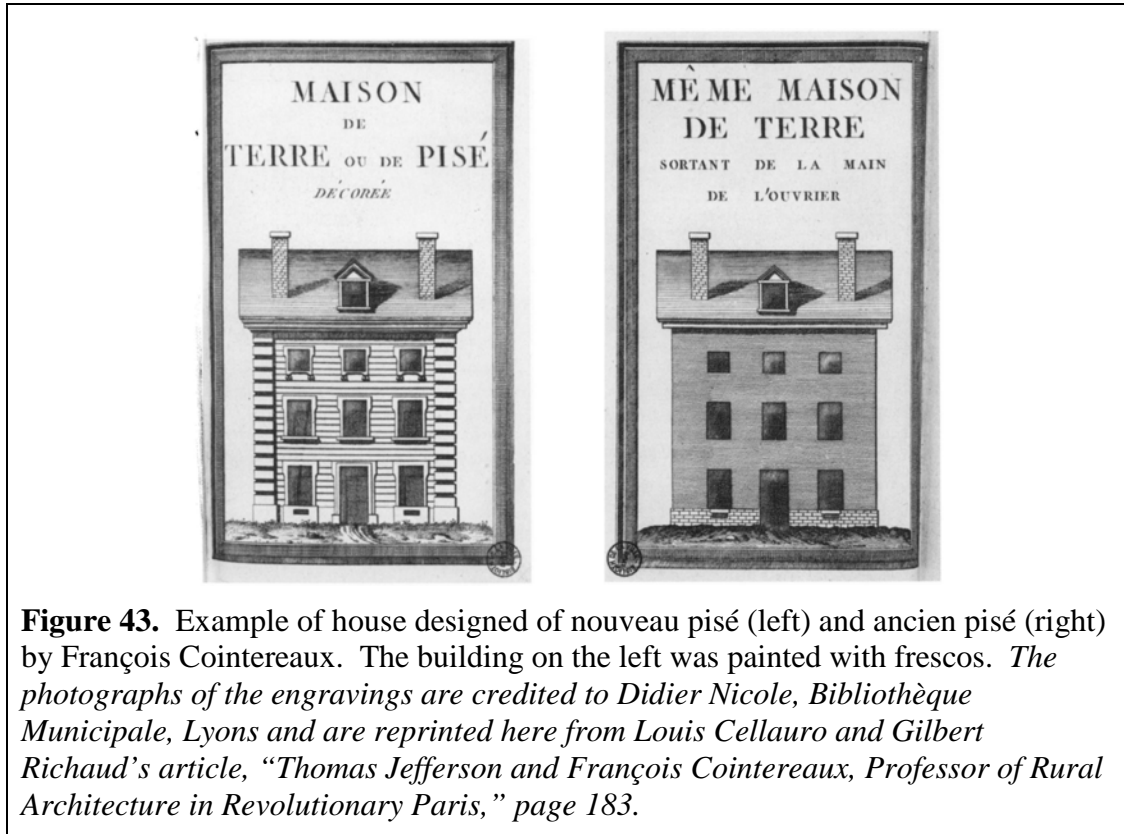 MAISON
DE
TERRE OU DE PISÉ
DÉCORÉE
MÈME MAISON
DE TERRE
SORTANT DE LA MAIN
DE L'OUVRIER
Figure 43. Example of house designed of nouveau pisé (left) and ancien pisé (right)
by François Cointereaux. The building on the left was painted with frescos. The
photographs of the engravings are credited to Didier Nicole, Bibliothèque
Municipale, Lyons and are reprinted here from Louis Cellauro and Gilbert
Richaud's article, “Thomas Jefferson and François Cointereaux, Professor of Rural
Architecture in Revolutionary Paris,” page 183.